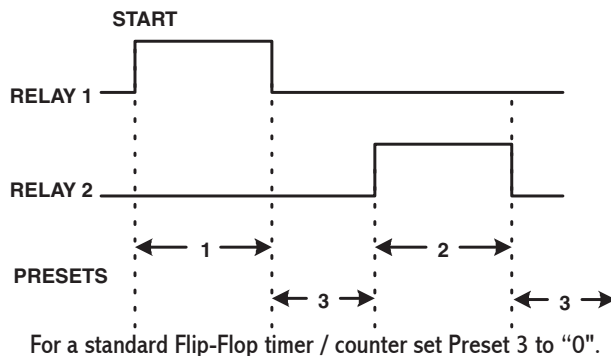 START
RELAY 1
RELAY 2
1
2
PRESETS
3
3
For a standard Flip-Flop timer / counter set Preset 3 to “0".